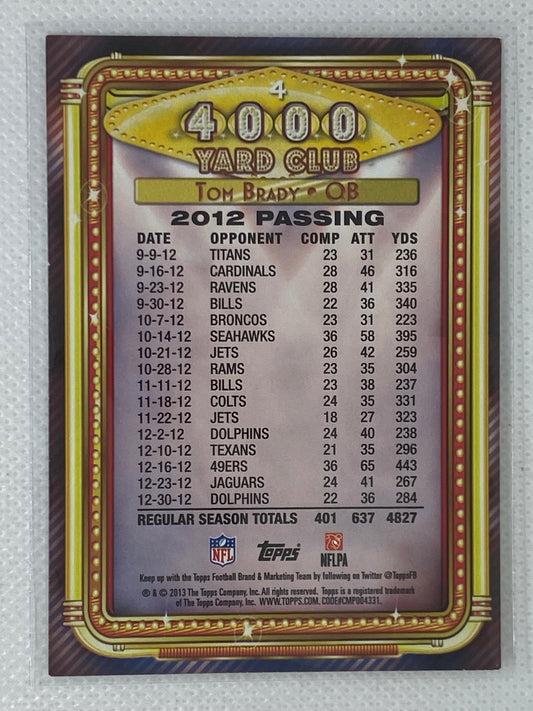 4
4000
YARD CLUB
TOM BRADY • QB
2012 PASSING
DATE OPPONENT COMP ATT YDS
9-9-12 TITANS 23 31 236
9-16-12 CARDINALS 28 46 316
9-23-12 RAVENS 28 41 335
9-30-12 BILLS 22 36 340
10-7-12 BRONCOS 23 31 223
10-14-12 SEAHAWKS 36 58 395
10-21-12 JETS 26 42 259
10-28-12 RAMS 23 35 304
11-11-12 BILLS 23 38 237
11-18-12 COLTS 24 35 331
11-22-12 JETS 18 27 323
12-2-12 DOLPHINS 24 40 238
12-10-12 TEXANS 21 35 296
12-16-12 49ERS 36 65 443
12-23-12 JAGUARS 24 41 267
12-30-12 DOLPHINS 22 36 284
REGULAR SEASON TOTALS 401 637 4827
NFL Topps NFLPA
Keep up with the Topps Football Brand & Marketing Team by following on Twitter @ToppsFB
® & © 2013 The Topps Company, Inc. All rights reserved. Topps is a registered trademark
of The Topps Company, Inc. WWW.TOPPS.COM. CODE#CMP004331.